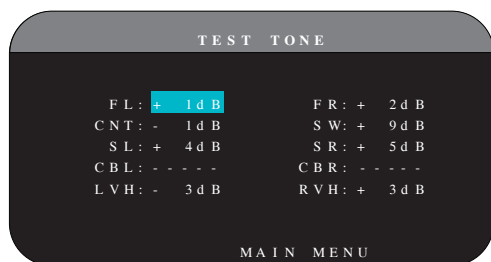 TEST TONE
FL: + 1dB FR: + 2dB
CNT: - 1dB SW: + 9dB
SL: + 4dB SR: + 5dB
CBL: ----- CBR: -----
LVH: - 3dB RVH: + 3dB
MAIN MENU